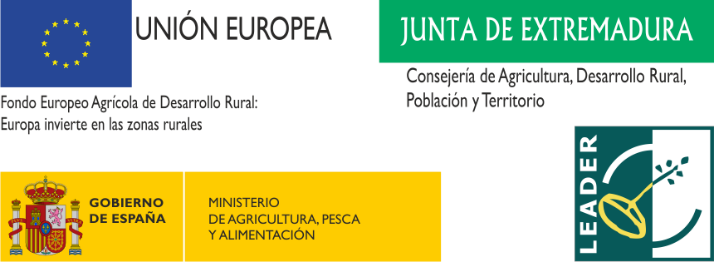 UNIÓN EUROPEA
Fondo Europeo Agrícola de Desarrollo Rural:
Europa invierte en las zonas rurales
JUNTA DE EXTREMADURA
Consejería de Agricultura, Desarrollo Rural,
Población y Territorio
GOBIERNO
DE ESPAÑA
MINISTERIO
DE AGRICULTURA, PESCA
Y ALIMENTACIÓN
LEADER